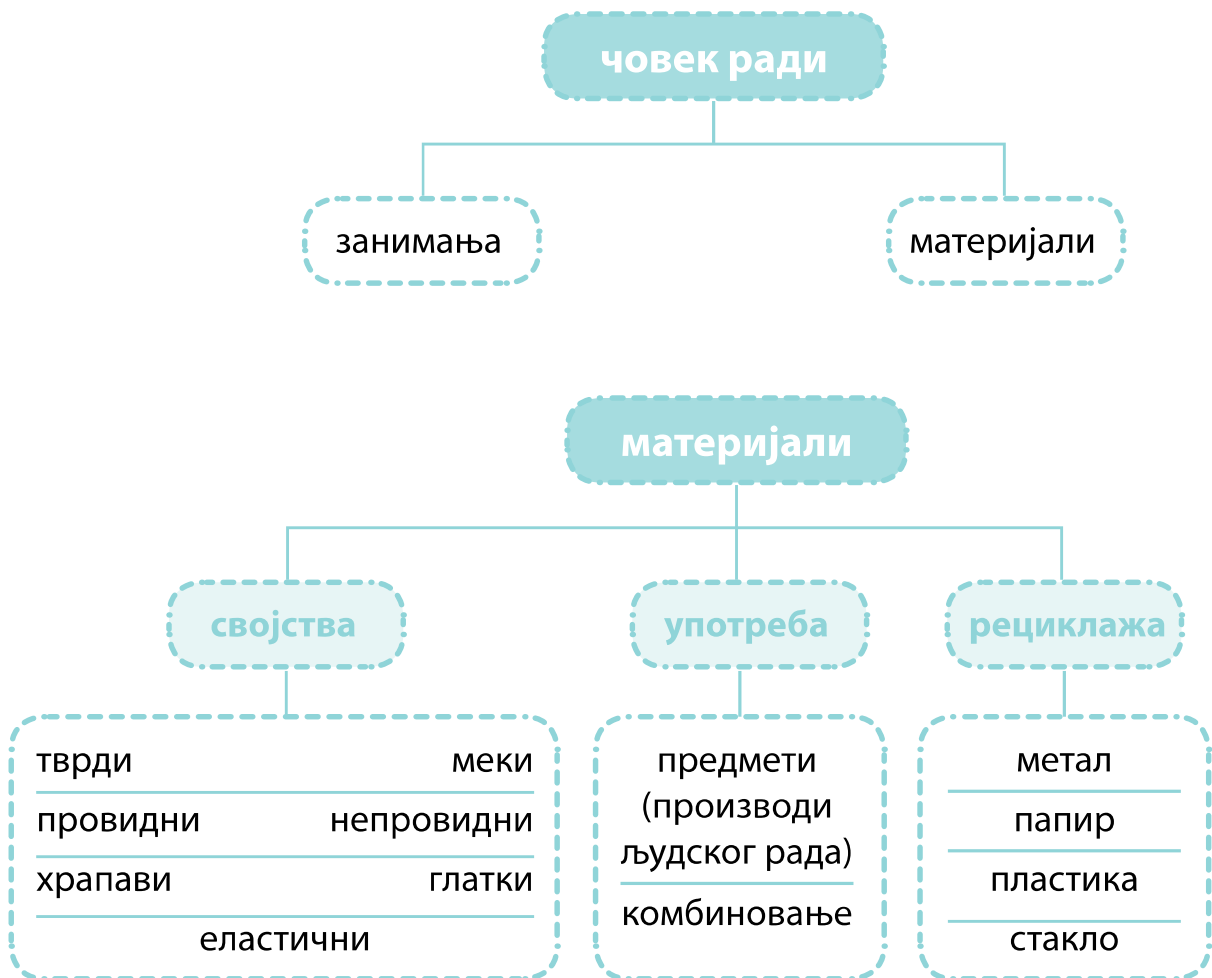 човек ради
занимања
материјали
материјали
својства
употреба
рециклажа
тврди меки
провидни непровидни
храпави глатки
еластични
предмети
(производи
људског рада)
комбиновање
метал
папир
пластика
стакло